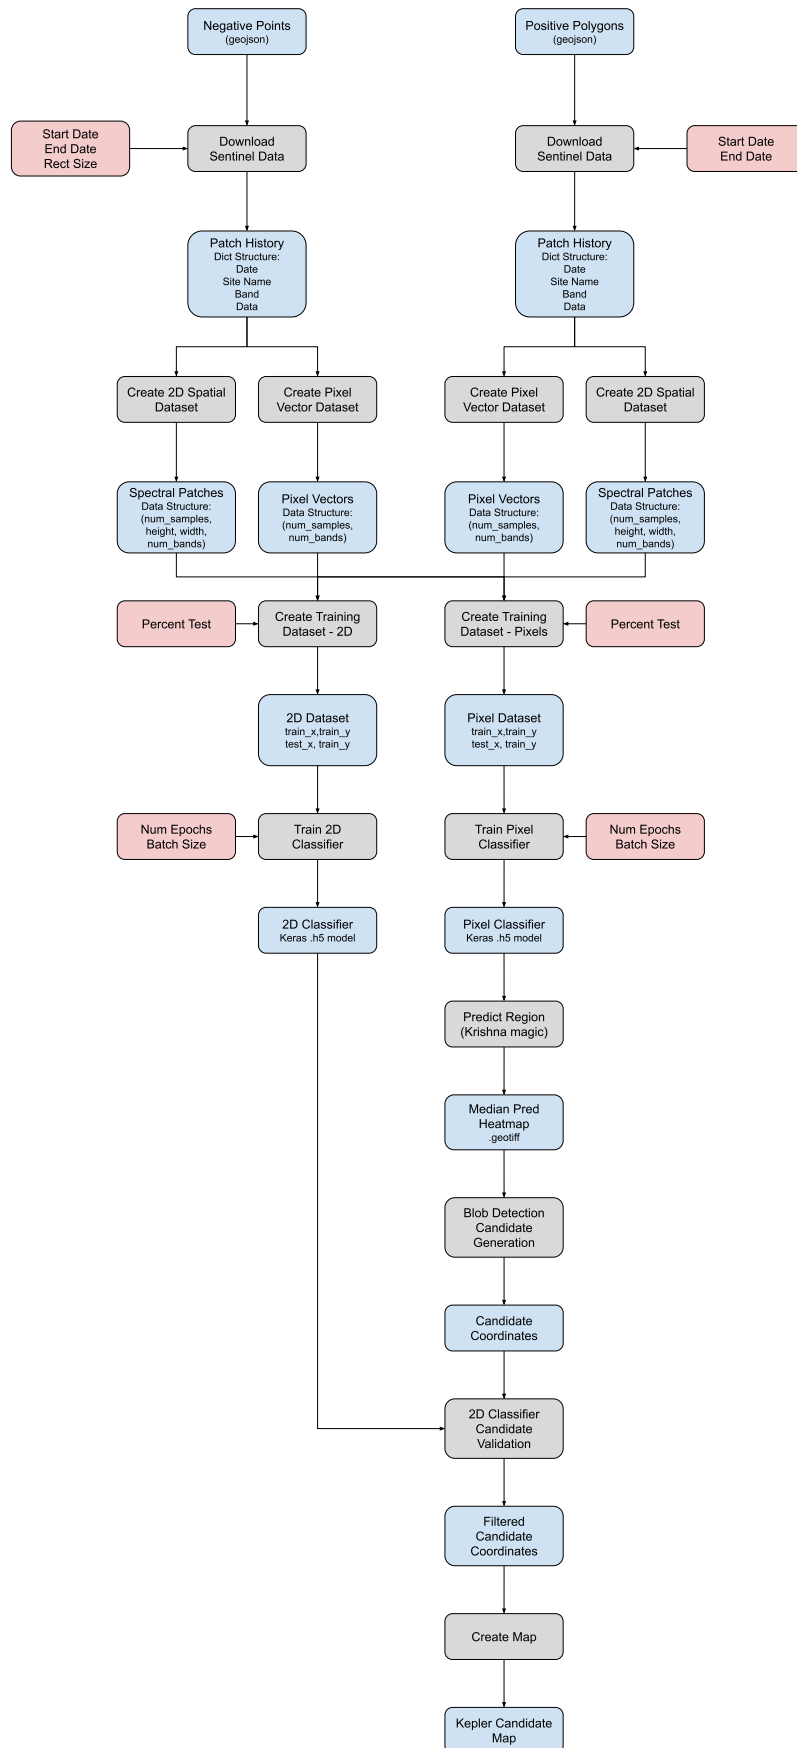 Negative Points
(geojson)
Positive Polygons
(geojson)
Start Date
End Date
Rect Size
Download
Sentinel Data
Download
Sentinel Data
Start Date
End Date
Patch History
Dict Structure:
Date
Site Name
Band
Data
Patch History
Dict Structure:
Date
Site Name
Band
Data
Create 2D Spatial
Dataset
Create Pixel
Vector Dataset
Create Pixel
Vector Dataset
Create 2D Spatial
Dataset
Spectral Patches
Data Structure:
(num_samples,
height, width,
num_bands)
Pixel Vectors
Data Structure:
(num_samples,
num_bands)
Pixel Vectors
Data Structure:
(num_samples,
num_bands)
Spectral Patches
Data Structure:
(num_samples,
height, width,
num_bands)
Percent Test
Create Training
Dataset - 2D
Create Training
Dataset - Pixels
Percent Test
2D Dataset
train_x,train_y
test_x, train_y
Pixel Dataset
train_x,train_y
test_x, train_y
Num Epochs
Batch Size
Train 2D
Classifier
Train Pixel
Classifier
Num Epochs
Batch Size
2D Classifier
Keras .h5 model
Pixel Classifier
Keras .h5 model
Predict Region
(Krishna magic)
Median Pred
Heatmap
.geotiff
Blob Detection
Candidate
Generation
Candidate
Coordinates
2D Classifier
Candidate
Validation
Filtered
Candidate
Coordinates
Create Map
Kepler Candidate
Map